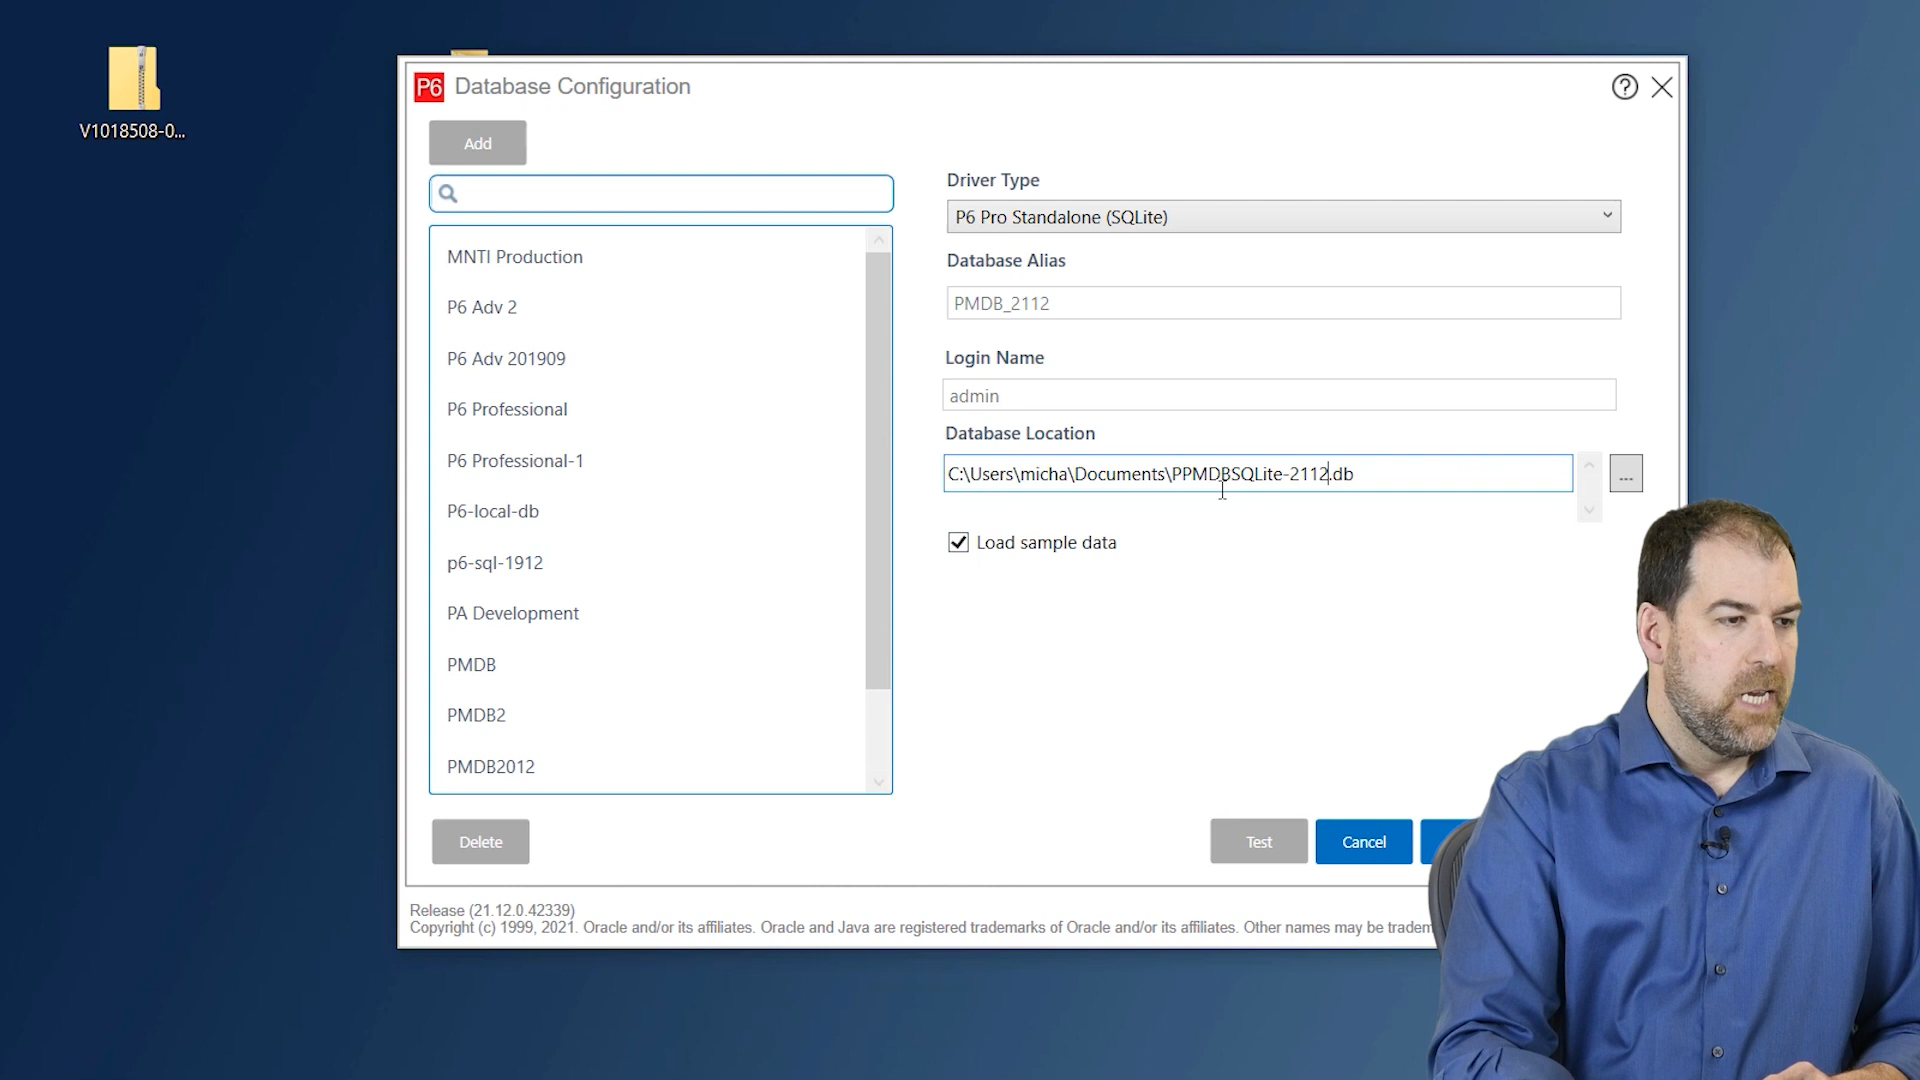 V1018508-0...
P6 Database Configuration
Add
MNTI Production
P6 Adv 2
P6 Adv 201909
P6 Professional
P6 Professional-1
P6-local-db
p6-sql-1912
PA Development
PMDB
PMDB2
PMDB2012
Delete
Driver Type
P6 Pro Standalone (SQLite)
Database Alias
PMDB_2112
Login Name
admin
Database Location
C:\Users\micha\Documents\PPMDBSQLite-2112.db
...
Load sample data
Test
Cancel
Release (21.12.0.42339)
Copyright (c) 1999, 2021. Oracle and/or its affiliates. Oracle and Java are registered trademarks of Oracle and/or its affiliates. Other names may be tradem